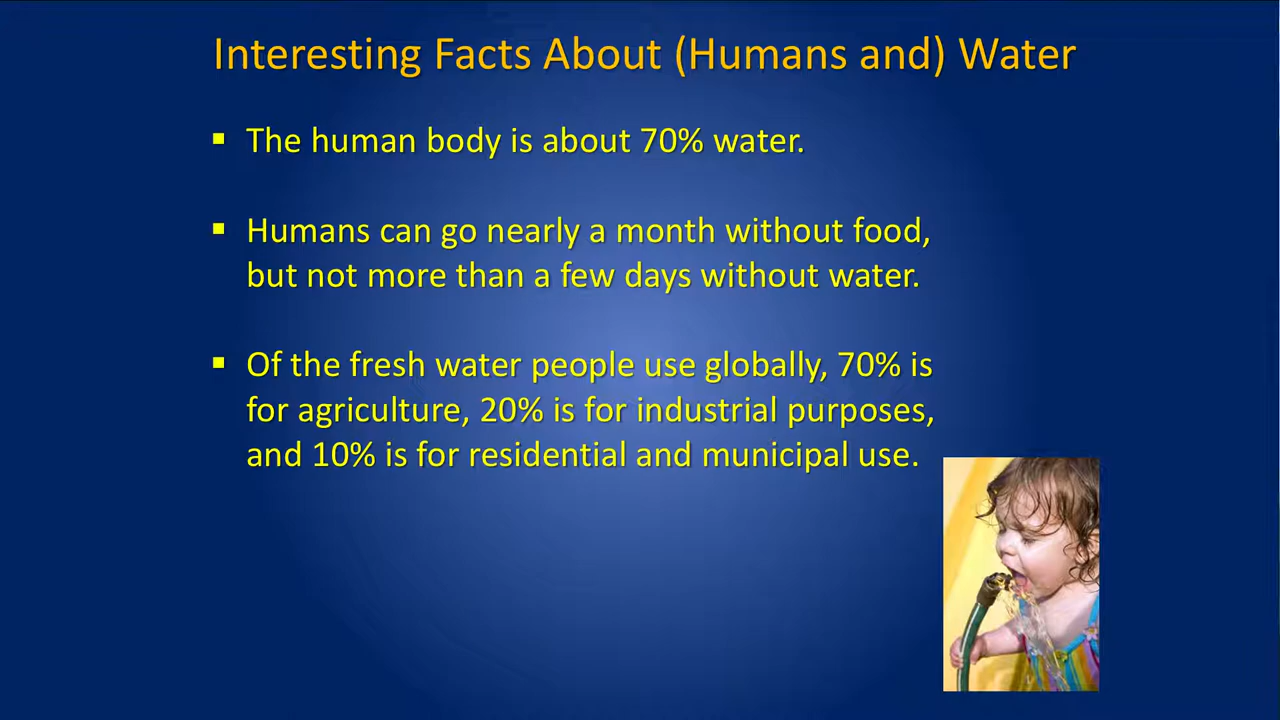 Interesting Facts About (Humans and) Water
▪ The human body is about 70% water.
▪ Humans can go nearly a month without food,
but not more than a few days without water.
▪ Of the fresh water people use globally, 70% is
for agriculture, 20% is for industrial purposes,
and 10% is for residential and municipal use.